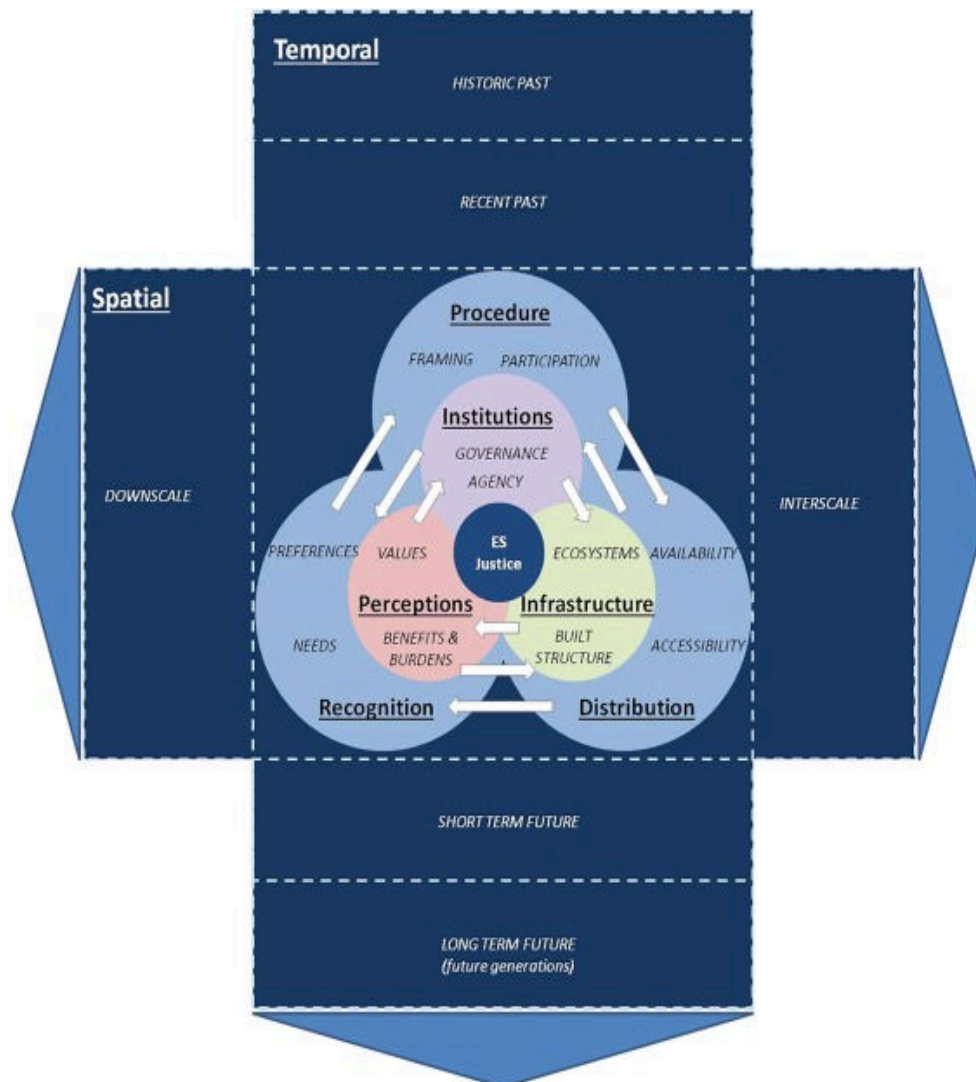 Temporal
HISTORIC PAST
RECENT PAST
Spatial
Procedure
FRAMING
PARTICIPATION
Institutions
GOVERNANCE
AGENCY
DOWNSCALE
INTERSCALE
PREFERENCES
VALUES
ES
Justice
ECOSYSTEMS
AVAILABILITY
Perceptions
Infrastructure
NEEDS
BENEFITS &
BURDENS
BUILT
STRUCTURE
ACCESSIBILITY
Recognition
Distribution
SHORT TERM FUTURE
LONG TERM FUTURE
(future generations)